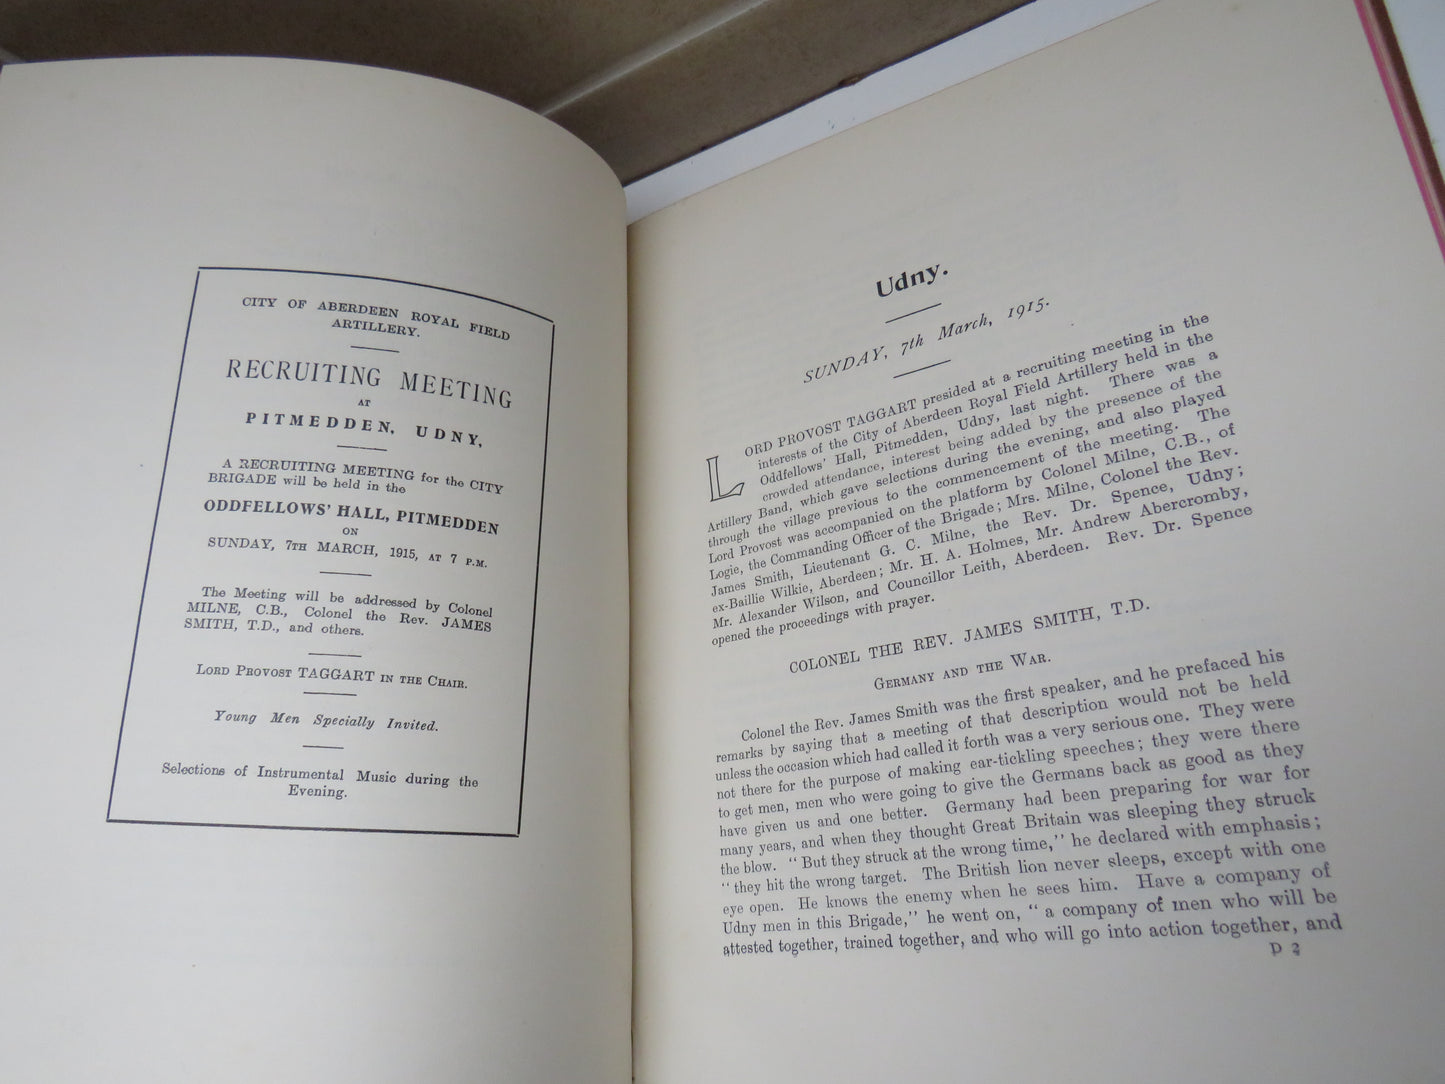 CITY OF ABERDEEN ROYAL FIELD
ARTILLERY.
RECRUITING MEETING
AT
PITMEDDEN, UDNY,
A RECRUITING MEETING for the CITY
BRIGADE will be held in the
ODDFELLOWS' HALL, PITMEDDEN
ON
SUNDAY, 7TH MARCH, 1915, AT 7 P.M.
The Meeting will be addressed by Colonel
MILNE, C.B., Colonel the Rev. JAMES
SMITH, T.D., and others.
LORD PROVOST TAGGART IN THE CHAIR.
Young Men Specially Invited.
Selections of Instrumental Music during the
Evening.
Udny.
SUNDAY, 7th March, 1915.
LORD PROVOST TAGGART presided at a recruiting meeting in the
interests of the City of Aberdeen Royal Field Artillery held in the
Oddfellows' Hall, Pitmedden, Udny, last night. There was a
crowded attendance, interest being added by the presence of the
Artillery Band, which gave selections during the evening, and also played
through the village previous to the commencement of the meeting. The
Lord Provost was accompanied on the platform by Colonel Milne, C.B., of
Logie, the Commanding Officer of the Brigade; Mrs. Milne, Colonel the Rev.
James Smith, Lieutenant G. C. Milne, the Rev. Dr. Spence, Udny;
ex-Baillie Wilkie, Aberdeen; Mr. H. A. Holmes, Mr. Andrew Abercromby,
Mr. Alexander Wilson, and Councillor Leith, Aberdeen. Rev. Dr. Spence
opened the proceedings with prayer.
COLONEL THE REV. JAMES SMITH, T.D.
GERMANY AND THE WAR.
Colonel the Rev. James Smith was the first speaker, and he prefaced his
remarks by saying that a meeting of that description would not be held
unless the occasion which had called it forth was a very serious one. They were
not there for the purpose of making ear-tickling speeches; they were there
to get men, men who were going to give the Germans back as good as they
have given us and one better. Germany had been preparing for war for
many years, and when they thought Great Britain was sleeping they struck
the blow. "But they struck at the wrong time," he declared with emphasis;
"they hit the wrong target. The British lion never sleeps, except with one
eye open. He knows the enemy when he sees him. Have a company of
Udny men in this Brigade," he went on, "a company of men who will be
attested together, trained together, and who will go into action together, and
D 2